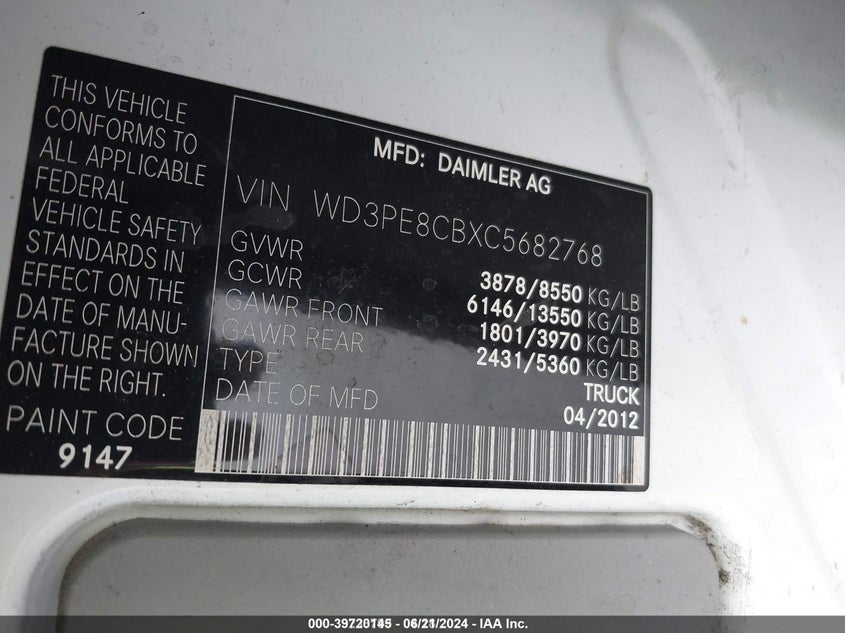 THIS VEHICLE
CONFORMS TO
ALL APPLICABLE
FEDERAL
VEHICLE SAFETY
STANDARDS IN
EFFECT ON THE
DATE OF MANU-
FACTURE SHOWN
ON THE RIGHT.
PAINT CODE
9147
MFD: DAIMLER AG
VIN WD3PE8CBXC5682768
GVWR 3878/8550 KG/LB
GCWR 6146/13550 KG/LB
GAWR FRONT 1801/3970 KG/LB
GAWR REAR 2431/5360 KG/LB
TYPE TRUCK
DATE OF MFD 04/2012
06/21/2024 - IAA, Inc.